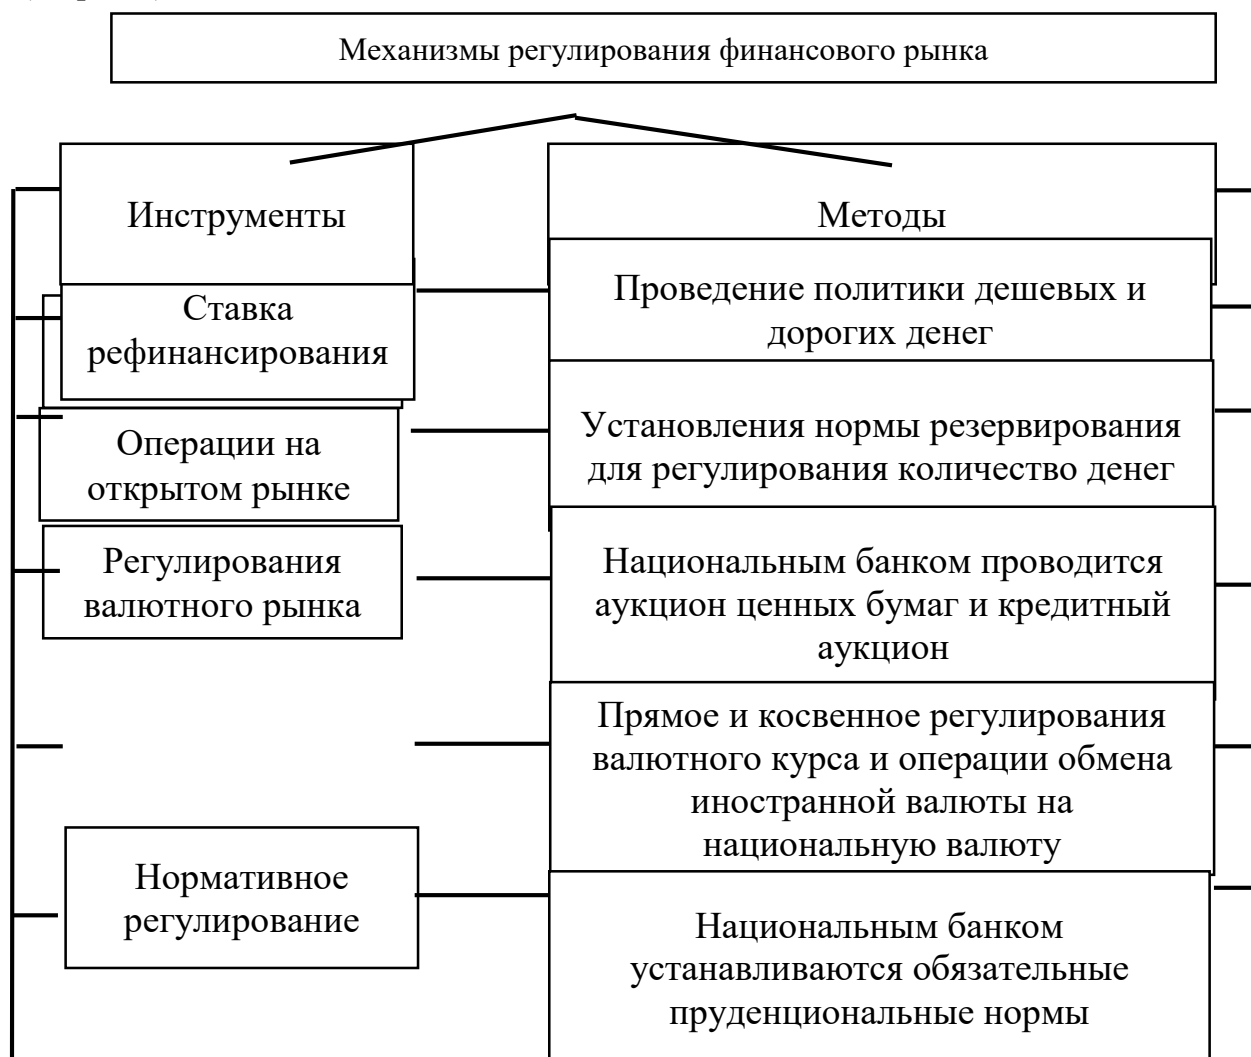 Механизмы регулирования финансового рынка
Инструменты
Методы
Ставка
рефинансирования
Проведение политики дешевых и
дорогих денег
Операции на
открытом рынке
Установления нормы резервирования
для регулирования количество денег
Регулирования
валютного рынка
Национальным банком проводится
аукцион ценных бумаг и кредитный
аукцион
Прямое и косвенное регулирования
валютного курса и операции обмена
иностранной валюты на
национальную валюту
Нормативное
регулирование
Национальным банком
устанавливаются обязательные
пруденциональные нормы